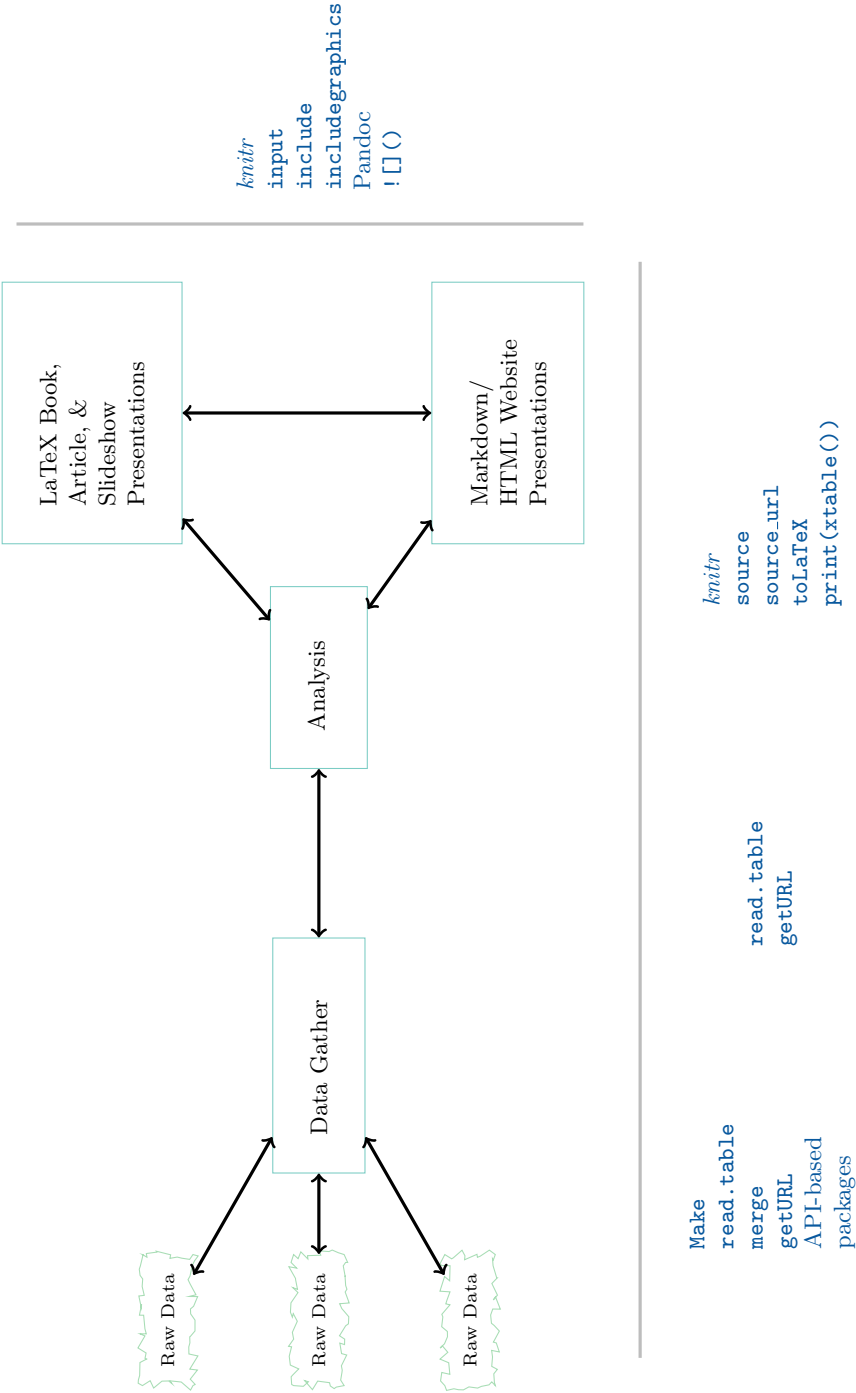 Raw Data
Raw Data
Raw Data
Data Gather
Analysis
LaTeX Book,
Article, &
Slideshow
Presentations
Markdown/
HTML Website
Presentations
Make
read.table
merge
getURL
API-based
packages
read.table
getURL
knitr
source
source_url
toLaTeX
print(xtable())
knitr
input
include
includegraphics
Pandoc
![]()